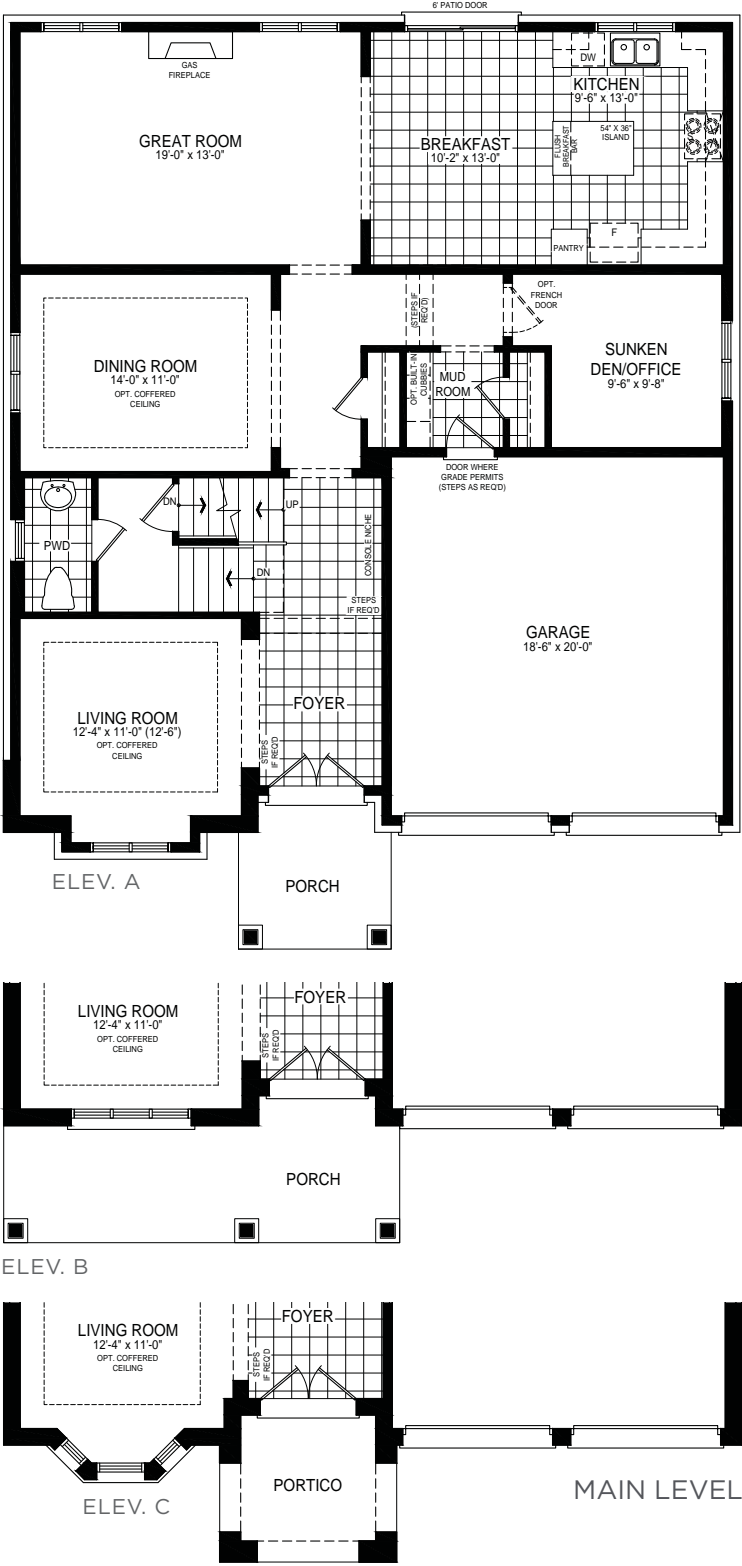 6' PATIO DOOR
GAS
FIREPLACE
GREAT ROOM
19'-0" x 13'-0"
BREAKFAST
10'-2" x 13'-0"
DW
KITCHEN
9'-6" x 13'-0"
54" X 36"
ISLAND
FLUSH
BREAKFAST
BAR
PANTRY
F
DINING ROOM
14'-0" x 11'-0"
OPT. COFFERED
CEILING
(STEPS IF
REQ'D)
OPT.
FRENCH
DOOR
SUNKEN
DEN/OFFICE
9'-6" x 9'-8"
OPT. BUILT-IN
CUBBIES
MUD
ROOM
DOOR WHERE
GRADE PERMITS
(STEPS AS REQ'D)
PWD
DN
UP
DN
CONSOLE NICHE
STEPS
IF REQ'D
GARAGE
18'-6" x 20'-0"
LIVING ROOM
12'-4" x 11'-0" (12'-6")
OPT. COFFERED
CEILING
FOYER
STEPS
IF REQ'D
ELEV. A
PORCH
LIVING ROOM
12'-4" x 11'-0"
OPT. COFFERED
CEILING
FOYER
STEPS
IF REQ'D
PORCH
ELEV. B
LIVING ROOM
12'-4" x 11'-0"
OPT. COFFERED
CEILING
FOYER
STEPS
IF REQ'D
PORTICO
ELEV. C
MAIN LEVEL